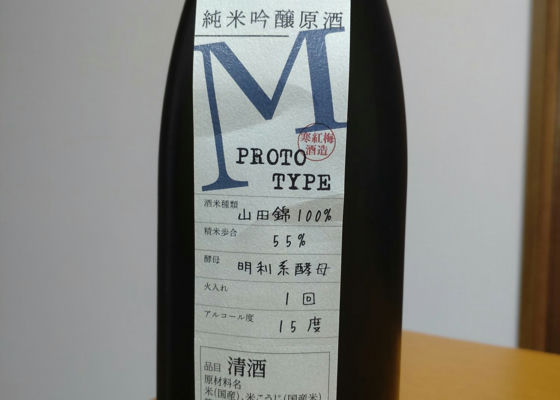 純米吟醸原酒
M
寒紅梅
酒造
PROTO
TYPE
酒米種類 山田錦100%
精米歩合 55%
酵母 明利系酵母
火入れ 1回
アルコール度 15度
品目 清酒
原材料名
米(国産)、米こうじ(国産米)